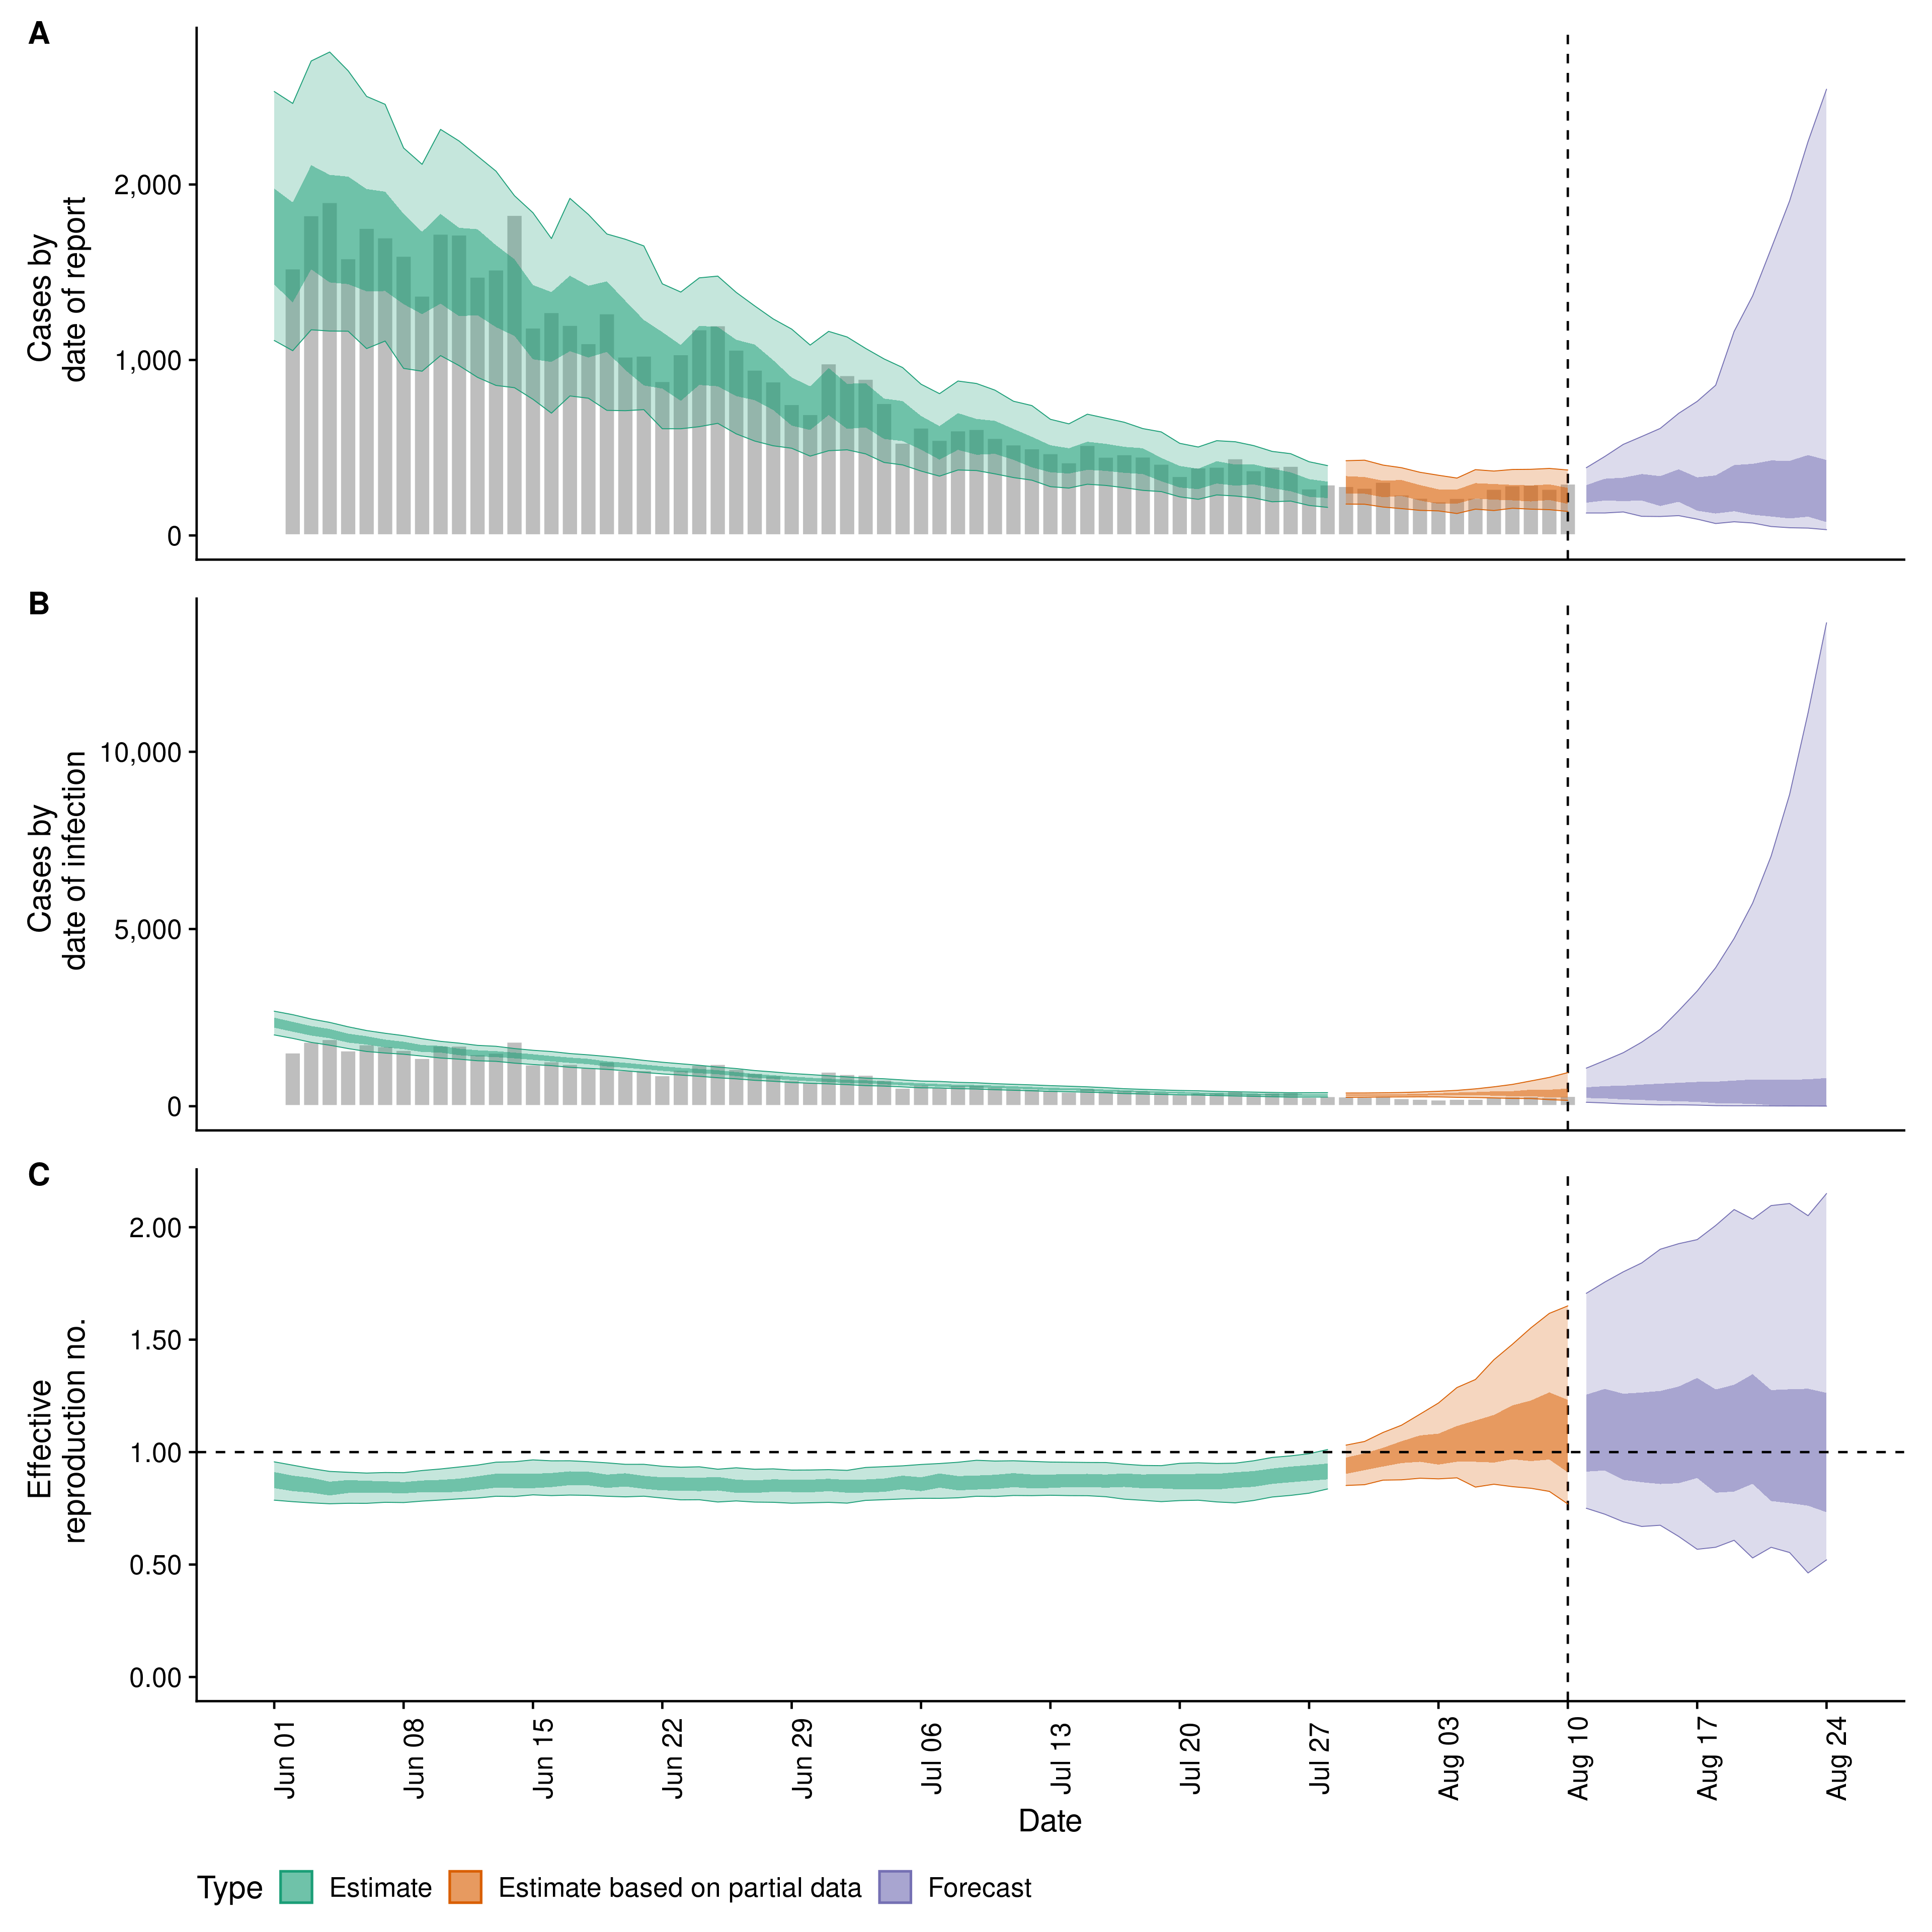 A
Cases by
date of report
2,000
1,000
0
B
Cases by
date of infection
10,000
5,000
0
C
Effective
reproduction no.
2.00
1.50
1.00
0.50
0.00
Jun 01
Jun 08
Jun 15
Jun 22
Jun 29
Jul 06
Jul 13
Jul 20
Jul 27
Aug 03
Aug 10
Aug 17
Aug 24
Date
Type Estimate Estimate based on partial data Forecast